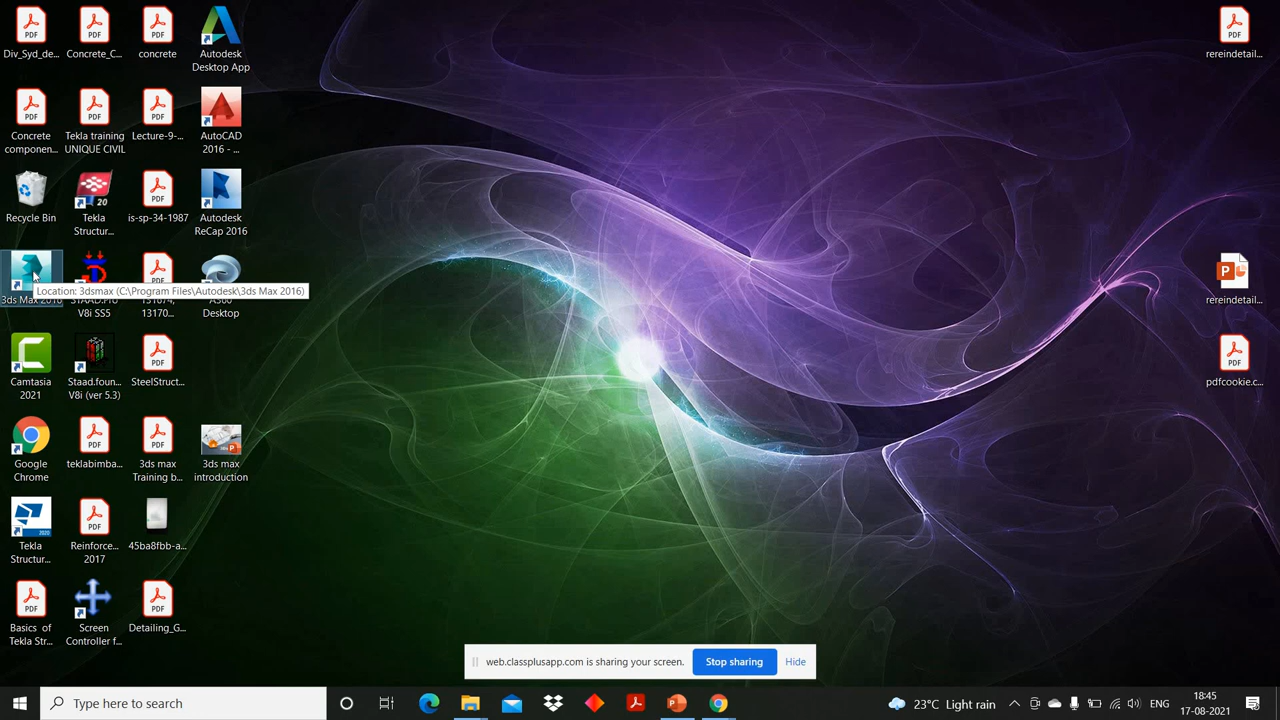 Div_Syd_de...
Concrete_C...
concrete
Autodesk
Desktop App
rereindetail...
Concrete
componen...
Tekla training
UNIQUE CIVIL
Lecture-9-...
AutoCAD
2016 - ...
Recycle Bin
Tekla
Structur...
is-sp-34-1987
Autodesk
ReCap 2016
3ds Max 2016
Location: 3dsmax (C:\Program Files\Autodesk\3ds Max 2016)
V8i SS5
13170...
Desktop
rereindetail...
Camtasia
2021
Staad.foun...
V8i (ver 5.3)
SteelStruct...
pdfcookie.c...
Google
Chrome
teklabimba...
3ds max
Training b...
3ds max
introduction
Tekla
Structur...
Reinforce...
2017
45ba8fbb-a...
Basics of
Tekla Str...
Screen
Controller f...
Detailing_G...
web.classplusapp.com is sharing your screen.
Stop sharing
Hide
Type here to search
23°C Light rain
ENG
18:45
17-08-2021